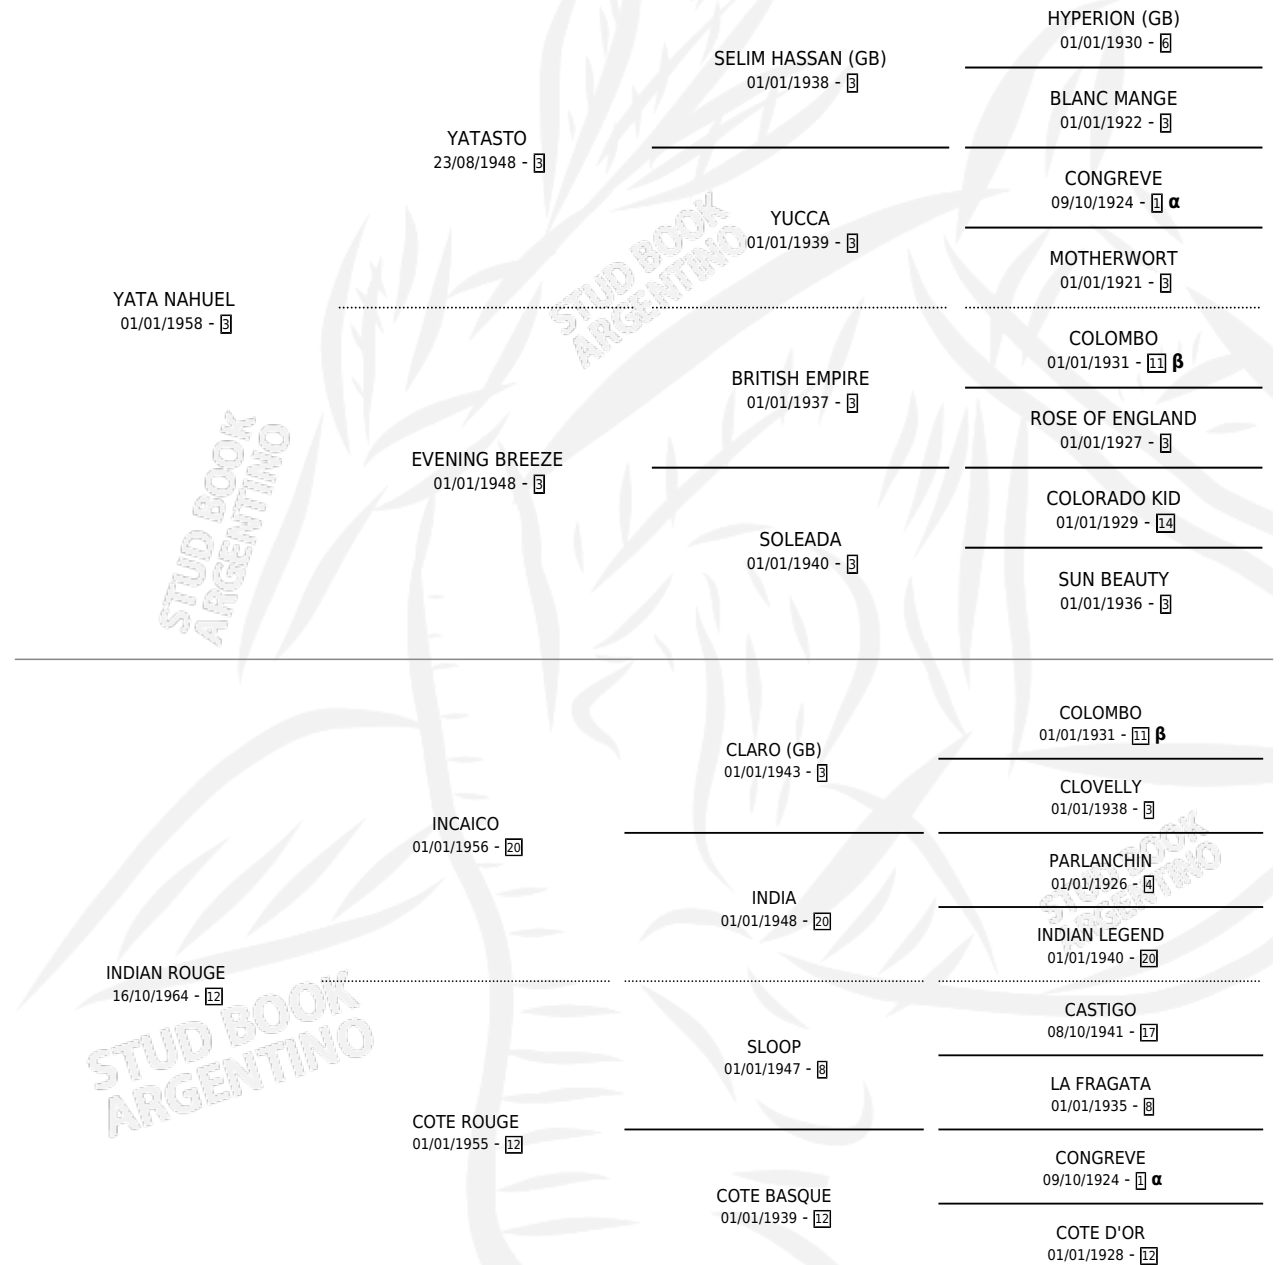 HYPERION (GB)
01/01/1930 - 6
SELIM HASSAN (GB)
01/01/1938 - 3
BLANC MANGE
01/01/1922 - 3
YATASTO
23/08/1948 - 3
CONGREVE
09/10/1924 - 1 α
YUCCA
01/01/1939 - 3
MOTHERWORT
01/01/1921 - 3
YATA NAHUEL
01/01/1958 - 3
COLOMBO
01/01/1931 - 11 β
BRITISH EMPIRE
01/01/1937 - 3
ROSE OF ENGLAND
01/01/1927 - 3
EVENING BREEZE
01/01/1948 - 3
COLORADO KID
01/01/1929 - 14
SOLEADA
01/01/1940 - 3
SUN BEAUTY
01/01/1936 - 3
COLOMBO
01/01/1931 - 11 β
CLARO (GB)
01/01/1943 - 3
CLOVELLY
01/01/1938 - 3
INCAICO
01/01/1956 - 20
PARLANCHIN
01/01/1926 - 4
INDIA
01/01/1948 - 20
INDIAN LEGEND
01/01/1940 - 20
INDIAN ROUGE
16/10/1964 - 12
CASTIGO
08/10/1941 - 17
SLOOP
01/01/1947 - 8
LA FRAGATA
01/01/1935 - 8
COTE ROUGE
01/01/1955 - 12
CONGREVE
09/10/1924 - 1 α
COTE BASQUE
01/01/1939 - 12
COTE D'OR
01/01/1928 - 12
STUD BOOK
ARGENTINO
STUD BOOK
ARGENTINO
STUD BOOK
ARGENTINO
STUD BOOK
ARGENTINO